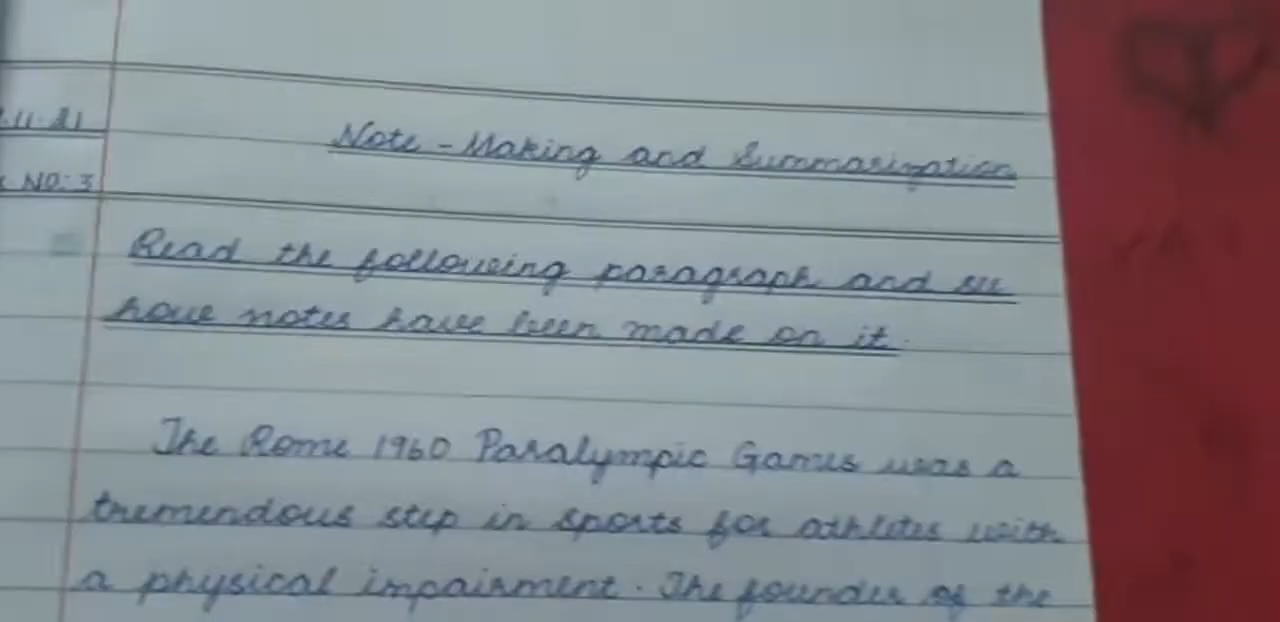 11.21
Note - Making and Summarization
NO: 3
Read the following paragraph and see
how notes have been made on it.
The Rome 1960 Paralympic Games was a
tremendous step in sports for athletes with
a physical impairment. The founder of the